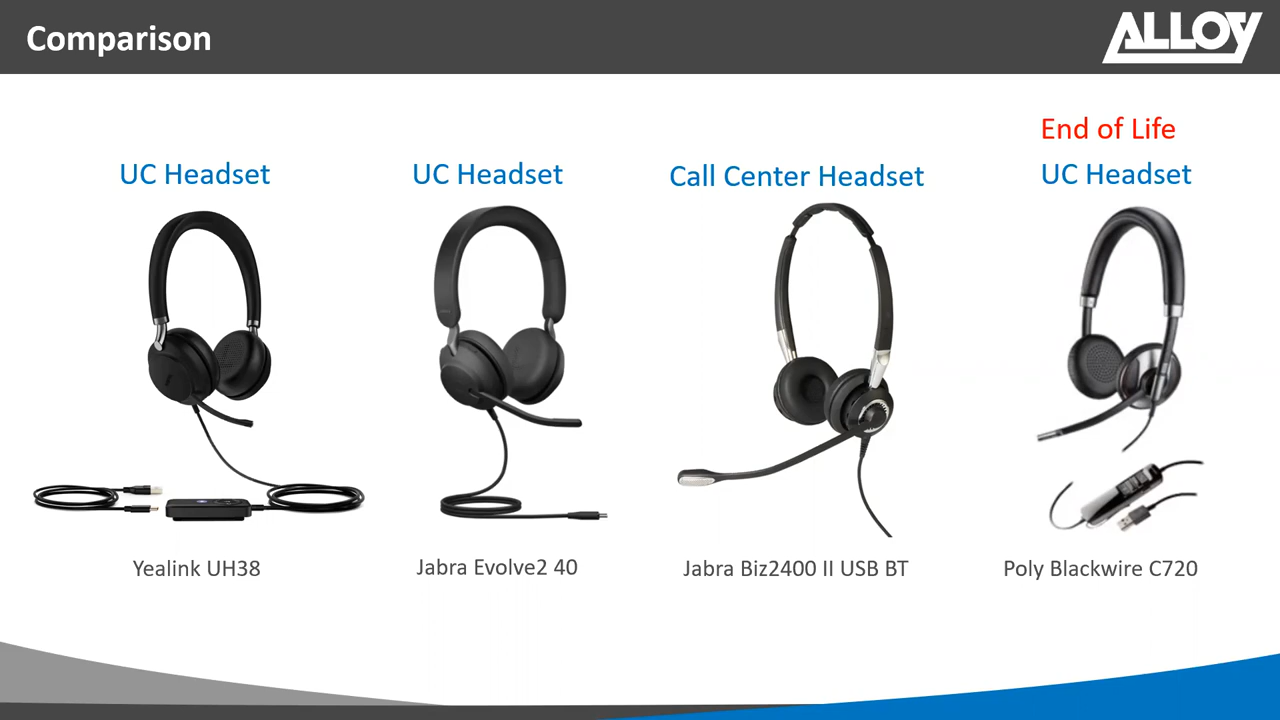 Comparison
ALLOY
End of Life
UC Headset
UC Headset
Call Center Headset
UC Headset
Yealink UH38
Jabra Evolve2 40
Jabra Biz2400 II USB BT
Poly Blackwire C720